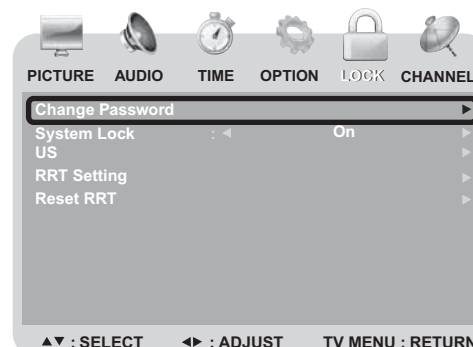 PICTURE AUDIO TIME OPTION LOCK CHANNEL
Change Password ►
System Lock : ◄ On ►
US ►
RRT Setting ►
Reset RRT ►
▲▼ : SELECT ◄► : ADJUST TV MENU : RETURN